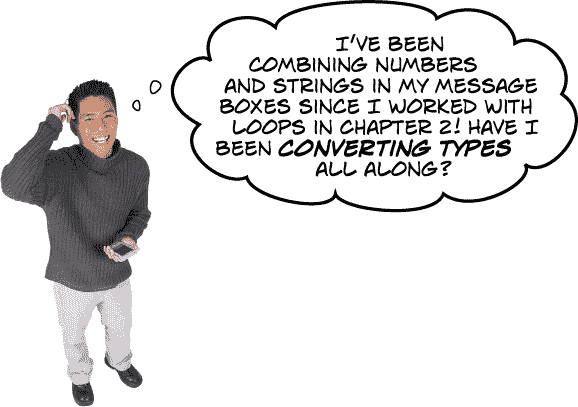 I'VE BEEN
COMBINING NUMBERS
AND STRINGS IN MY MESSAGE
BOXES SINCE I WORKED WITH
LOOPS IN CHAPTER 2! HAVE I
BEEN CONVERTING TYPES
ALL ALONG?